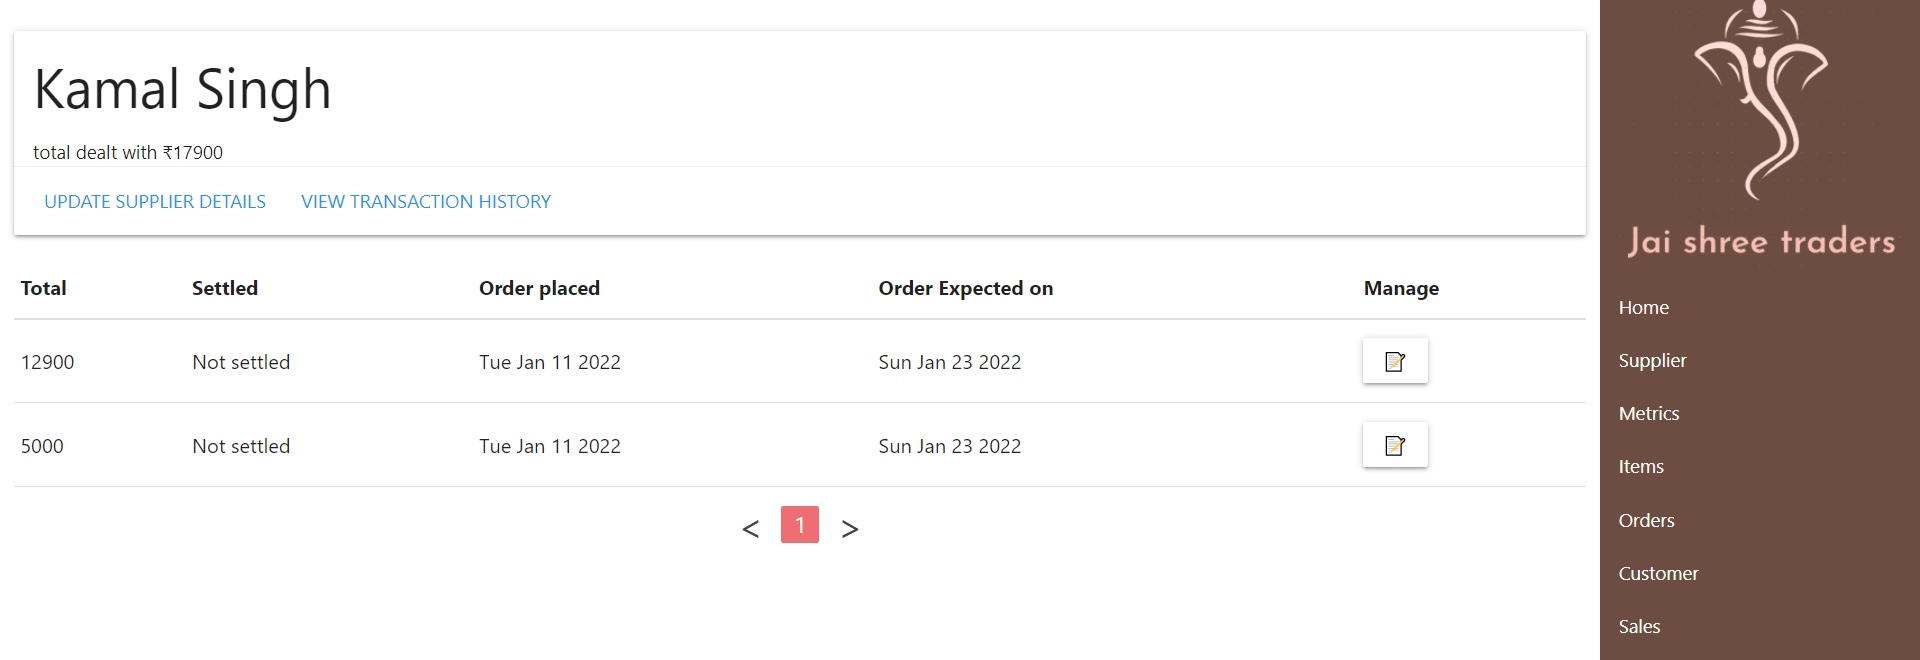 Kamal Singh
total dealt with ₹17900
UPDATE SUPPLIER DETAILS VIEW TRANSACTION HISTORY
Total Settled Order placed Order Expected on Manage
12900 Not settled Tue Jan 11 2022 Sun Jan 23 2022
5000 Not settled Tue Jan 11 2022 Sun Jan 23 2022
< 1 >
Jai shree traders
Home
Supplier
Metrics
Items
Orders
Customer
Sales